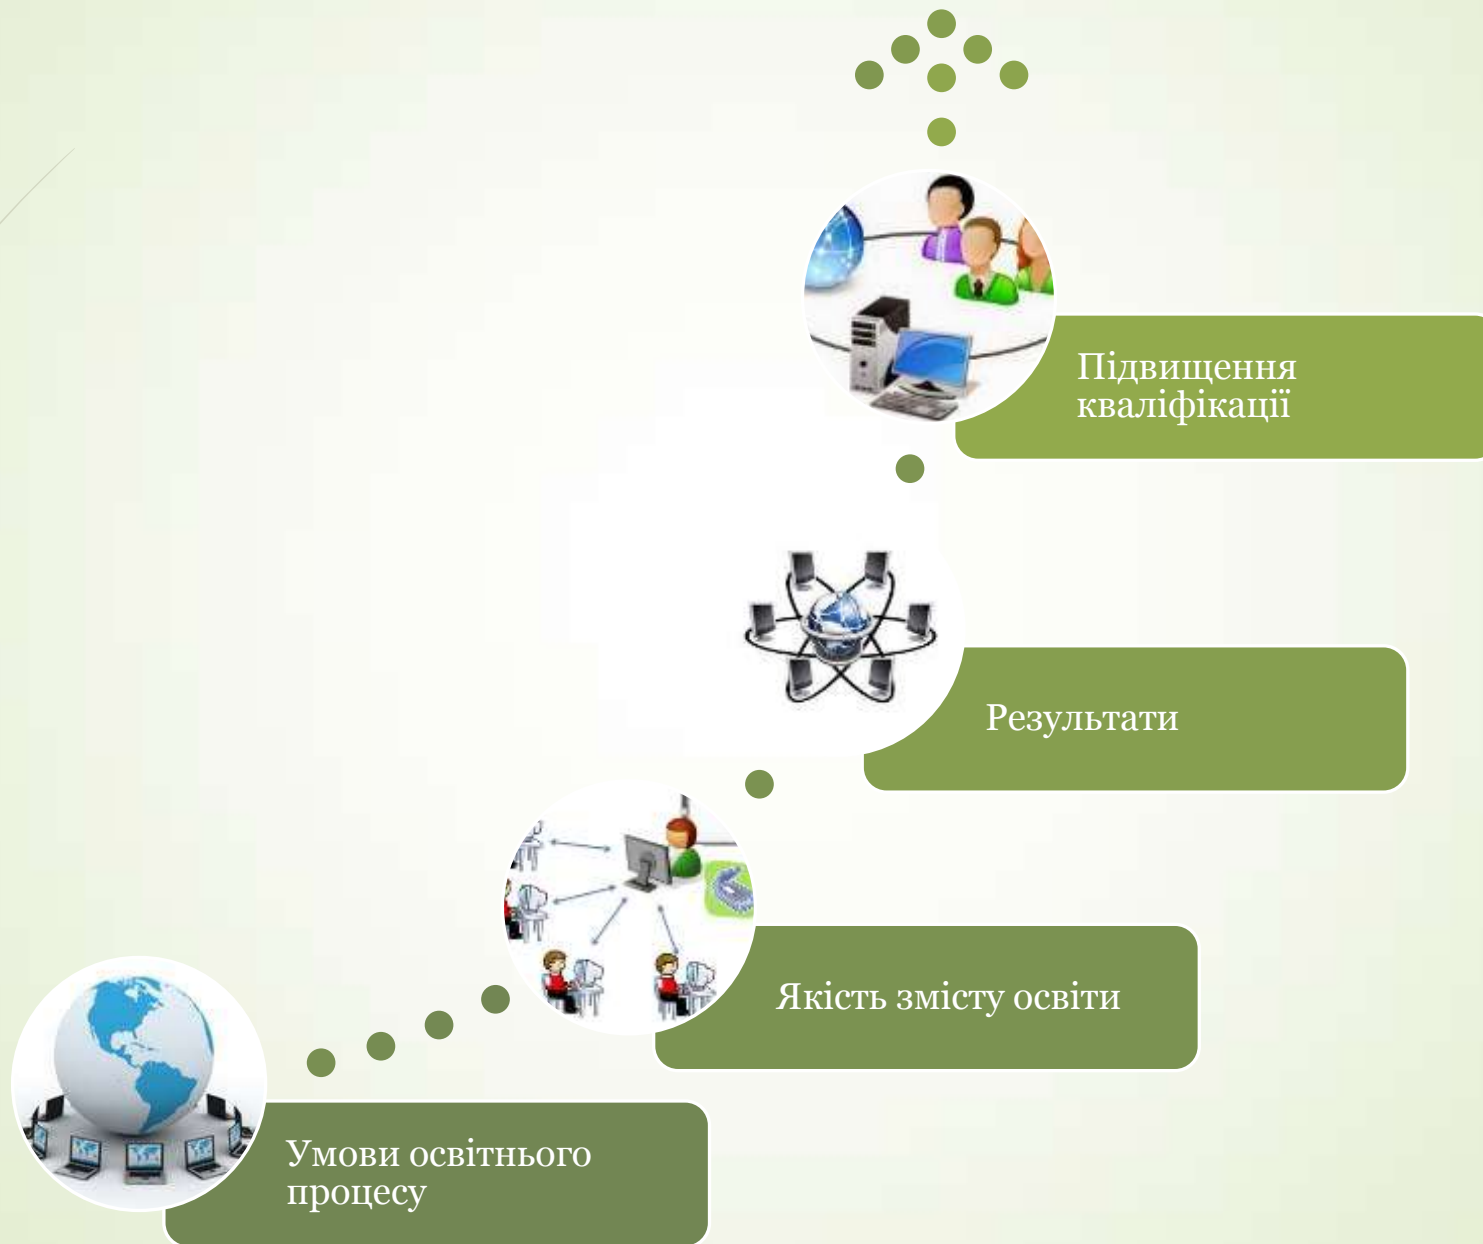 Підвищення
кваліфікації
Результати
Якість змісту освіти
Умови освітнього
процесу